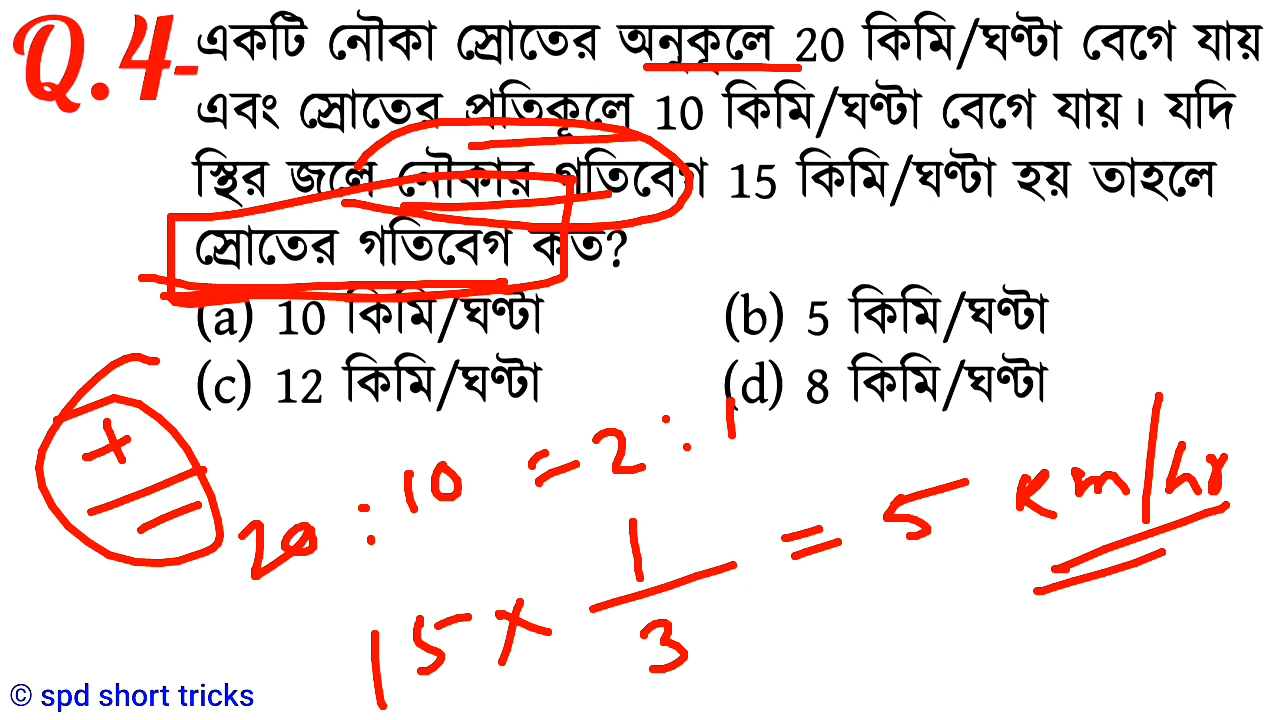 Q.4- একটি নৌকা স্রোতের অনুকূলে 20 কিমি/ঘণ্টা বেগে যায়
এবং স্রোতের প্রতিকূলে 10 কিমি/ঘণ্টা বেগে যায়। যদি
স্থির জলে নৌকার গতিবেগ 15 কিমি/ঘণ্টা হয় তাহলে
স্রোতের গতিবেগ কত?
(a) 10 কিমি/ঘণ্টা (b) 5 কিমি/ঘণ্টা
(c) 12 কিমি/ঘণ্টা (d) 8 কিমি/ঘণ্টা
+
20 : 10 = 2 : 1
15 × 1/3 = 5 km/hr
© spd short tricks